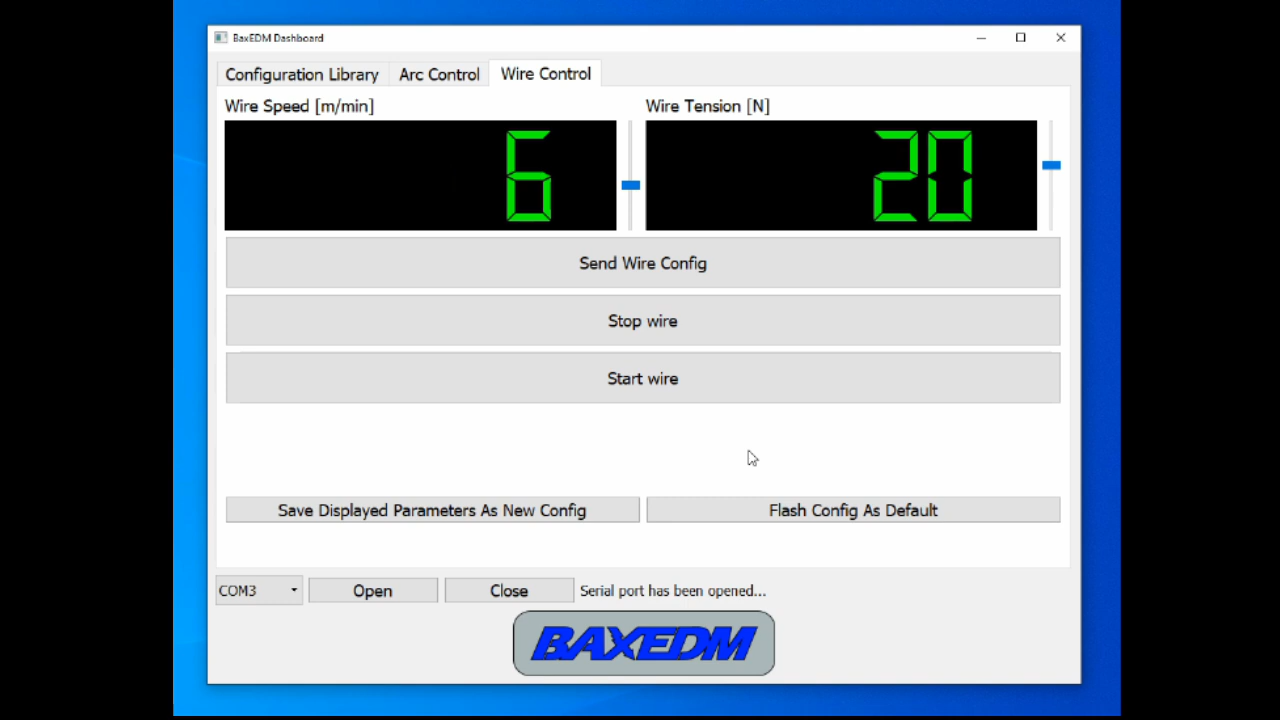 BaxEDM Dashboard
Configuration Library Arc Control Wire Control
Wire Speed [m/min] Wire Tension [N]
6 20
Send Wire Config
Stop wire
Start wire
Save Displayed Parameters As New Config Flash Config As Default
COM3 Open Close Serial port has been opened...
BAXEDM